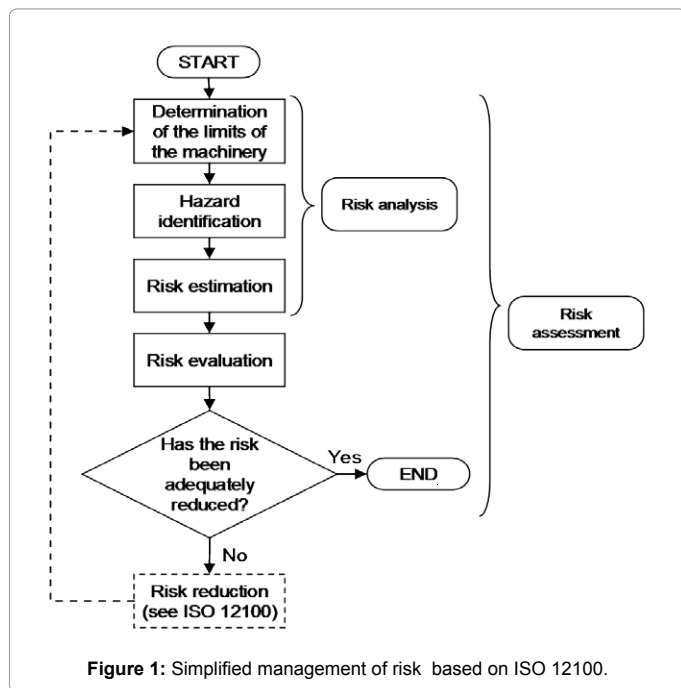 START
Determination
of the limits of
the machinery
Hazard
identification
Risk analysis
Risk estimation
Risk
assessment
Risk evaluation
Has the risk
been
adequately
reduced?
Yes
END
No
Risk reduction
(see ISO 12100)
Figure 1: Simplified management of risk based on ISO 12100.